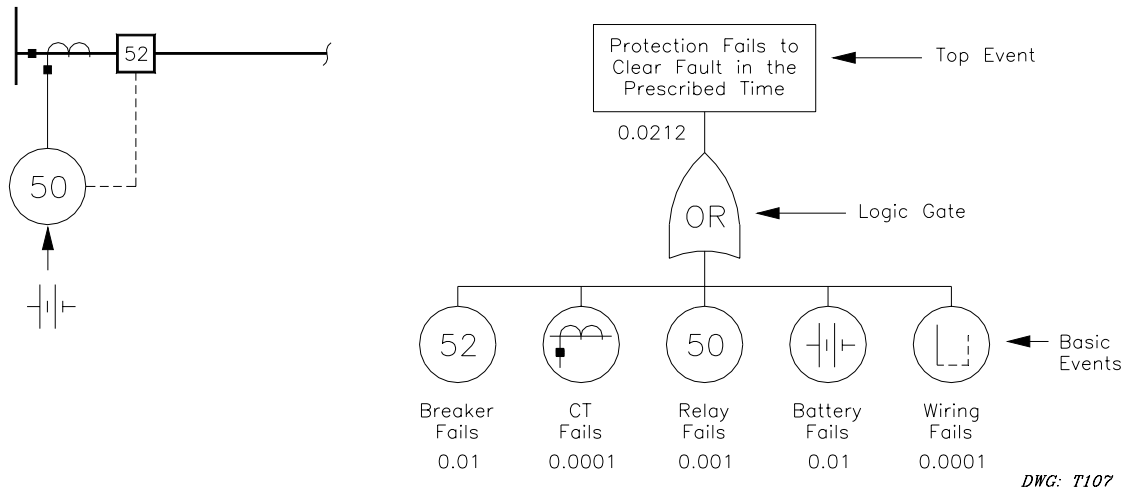 52
50
Protection Fails to
Clear Fault in the
Prescribed Time
Top Event
0.0212
OR
Logic Gate
52
50
Basic
Events
Breaker
Fails
0.01
CT
Fails
0.0001
Relay
Fails
0.001
Battery
Fails
0.01
Wiring
Fails
0.0001
DWG: T107